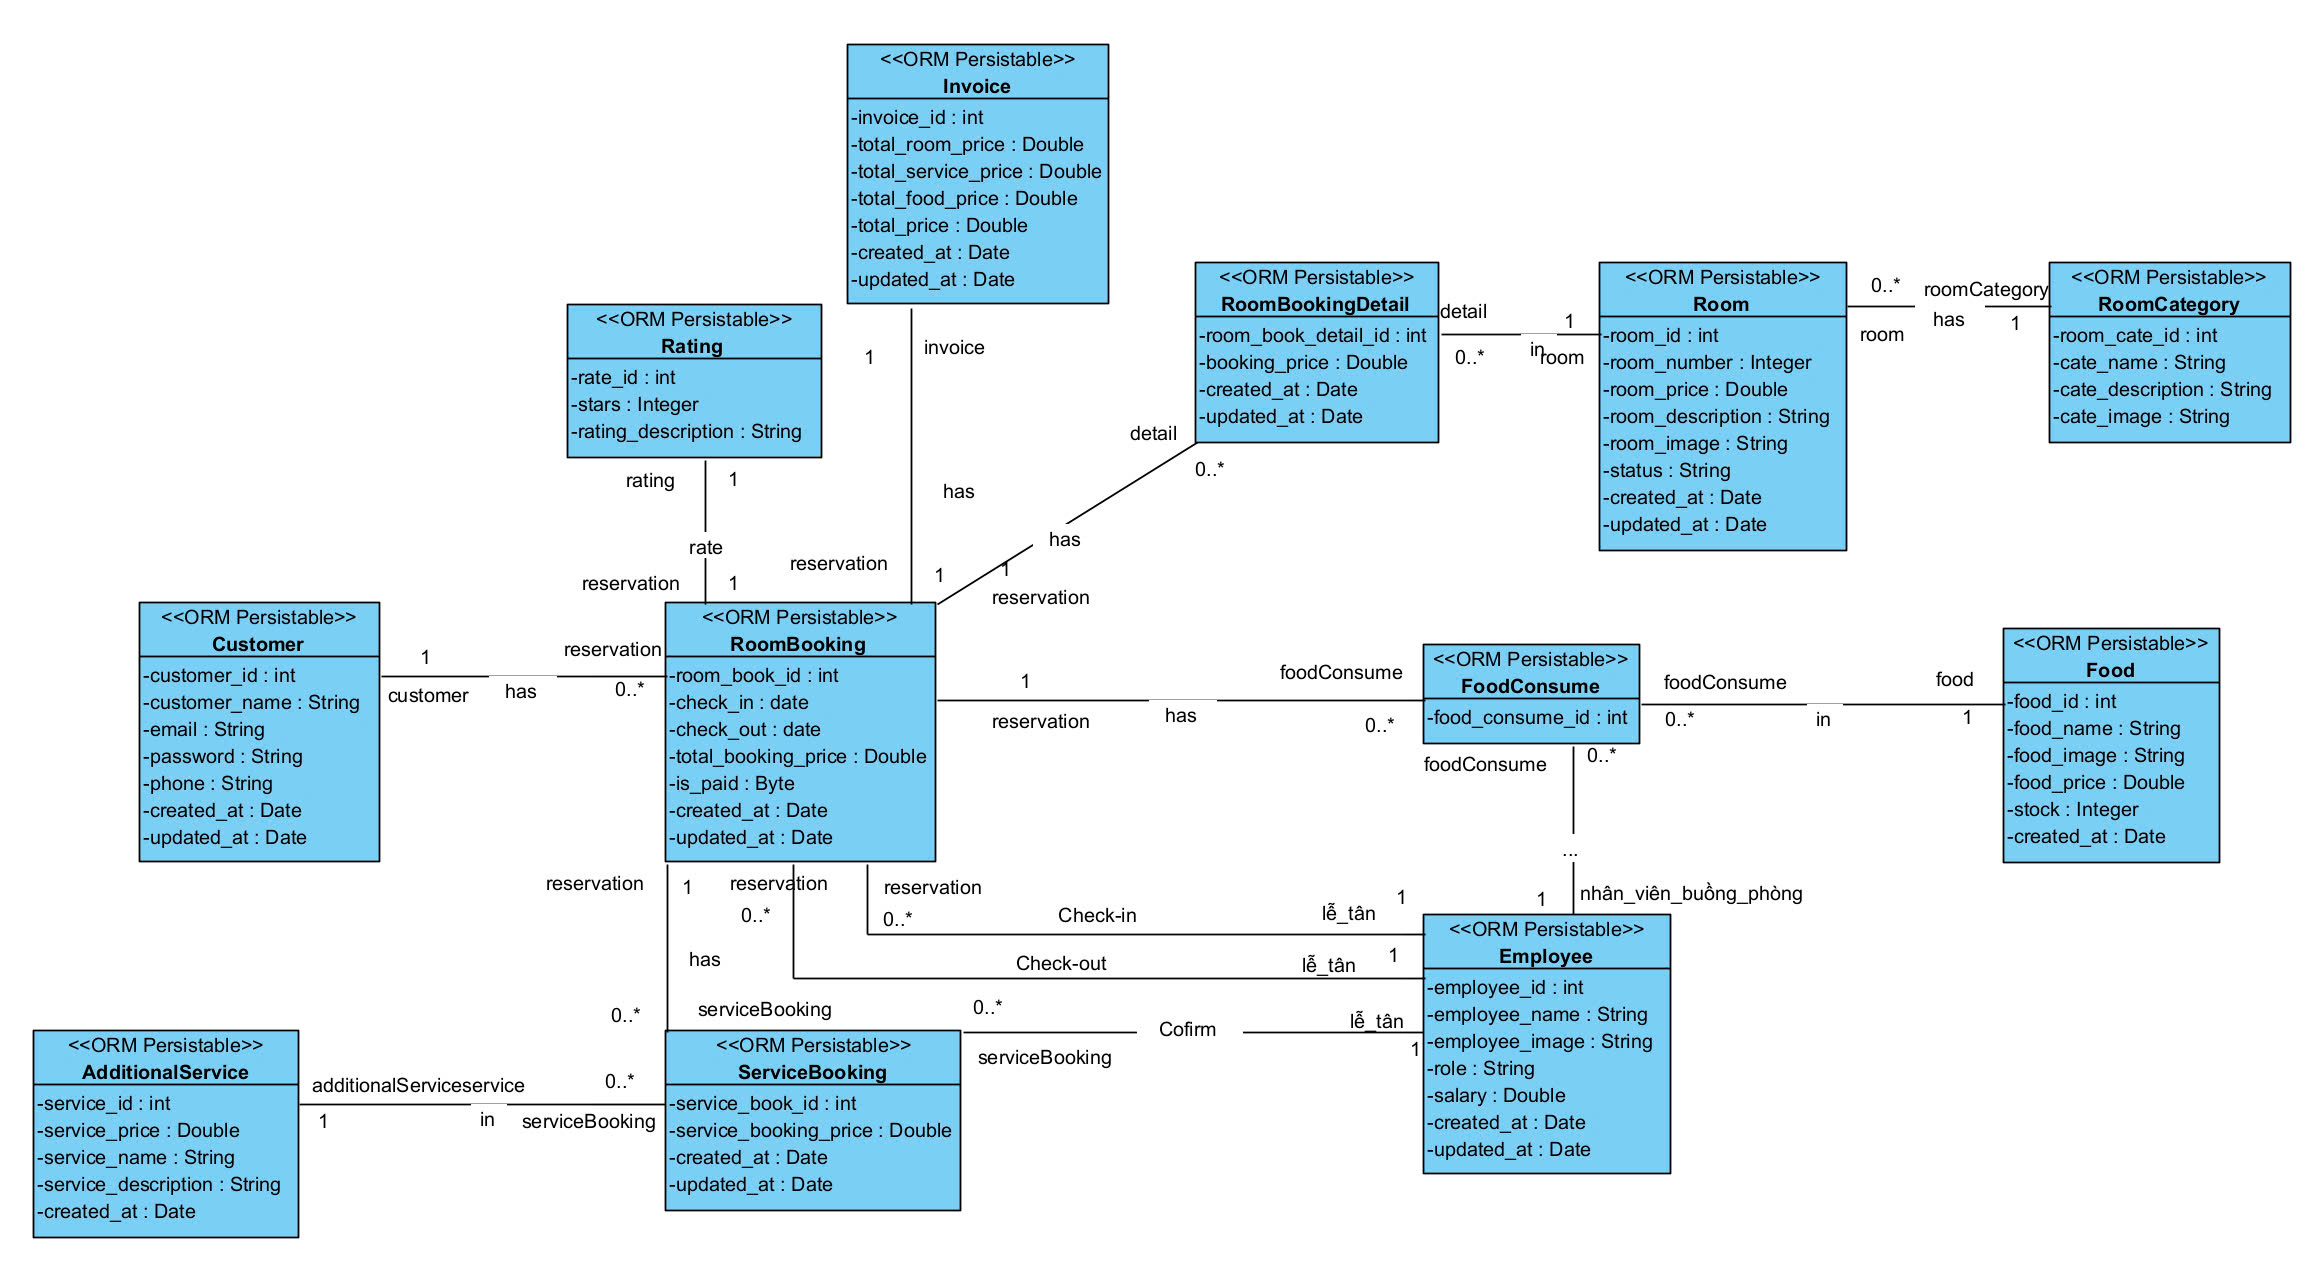 <<ORM Persistable>>
Invoice
-invoice_id : int
-total_room_price : Double
-total_service_price : Double
-total_food_price : Double
-total_price : Double
-created_at : Date
-updated_at : Date
1
invoice
has
reservation
1
<<ORM Persistable>>
Rating
-rate_id : int
-stars : Integer
-rating_description : String
rating
1
rate
reservation
1
<<ORM Persistable>>
RoomBookingDetail
-room_book_detail_id : int
-booking_price : Double
-created_at : Date
-updated_at : Date
detail
0..*
in
1
room
detail
0..*
has
1
reservation
<<ORM Persistable>>
Room
-room_id : int
-room_number : Integer
-room_price : Double
-room_description : String
-room_image : String
-status : String
-created_at : Date
-updated_at : Date
0..*
room
roomCategory
has
1
<<ORM Persistable>>
RoomCategory
-room_cate_id : int
-cate_name : String
-cate_description : String
-cate_image : String
<<ORM Persistable>>
Customer
-customer_id : int
-customer_name : String
-email : String
-password : String
-phone : String
-created_at : Date
-updated_at : Date
1
customer
has
reservation
0..*
<<ORM Persistable>>
RoomBooking
-room_book_id : int
-check_in : date
-check_out : date
-total_booking_price : Double
-is_paid : Byte
-created_at : Date
-updated_at : Date
1
reservation
has
foodConsume
0..*
<<ORM Persistable>>
FoodConsume
-food_consume_id : int
foodConsume
0..*
in
food
1
<<ORM Persistable>>
Food
-food_id : int
-food_name : String
-food_image : String
-food_price : Double
-stock : Integer
-created_at : Date
foodConsume
0..*
...
1
nhân_viên_buồng_phòng
reservation
1
has
0..*
serviceBooking
reservation
0..*
Check-out
lễ_tân
1
reservation
0..*
Check-in
lễ_tân
1
<<ORM Persistable>>
Employee
-employee_id : int
-employee_name : String
-employee_image : String
-role : String
-salary : Double
-created_at : Date
-updated_at : Date
0..*
serviceBooking
Cofirm
lễ_tân
1
<<ORM Persistable>>
AdditionalService
-service_id : int
-service_price : Double
-service_name : String
-service_description : String
-created_at : Date
additionalServiceservice
1
in
0..*
serviceBooking
<<ORM Persistable>>
ServiceBooking
-service_book_id : int
-service_booking_price : Double
-created_at : Date
-updated_at : Date